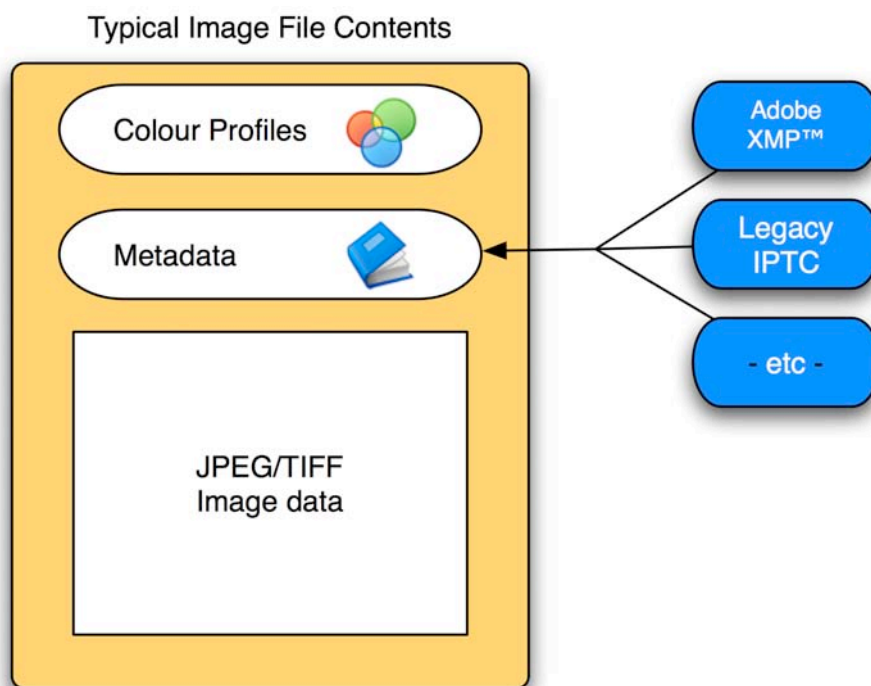 Typical Image File Contents
Colour Profiles
Metadata
JPEG/TIFF
Image data
Adobe
XMP™
Legacy
IPTC
- etc -